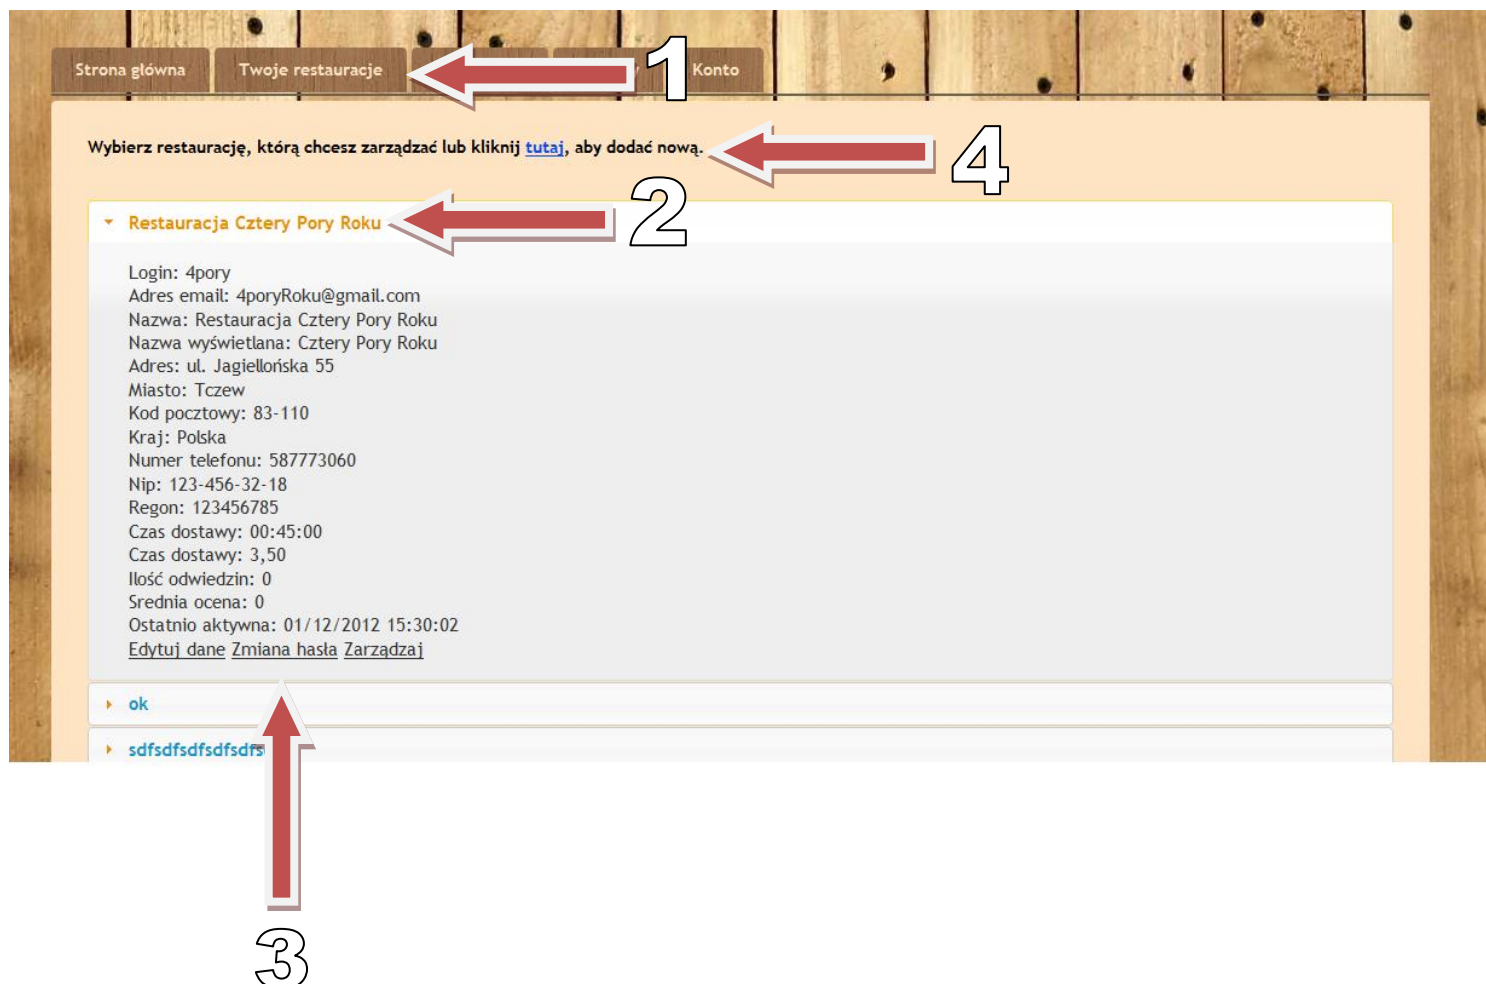 Strona główna Twoje restauracje Konto
1
Wybierz restaurację, którą chcesz zarządzać lub kliknij tutaj, aby dodać nową.
4
Restauracja Cztery Pory Roku
2
Login: 4pory
Adres email: 4poryRoku@gmail.com
Nazwa: Restauracja Cztery Pory Roku
Nazwa wyświetlana: Cztery Pory Roku
Adres: ul. Jagiellońska 55
Miasto: Tczew
Kod pocztowy: 83-110
Kraj: Polska
Numer telefonu: 587773060
Nip: 123-456-32-18
Regon: 123456785
Czas dostawy: 00:45:00
Czas dostawy: 3,50
Ilość odwiedzin: 0
Srednia ocena: 0
Ostatnio aktywna: 01/12/2012 15:30:02
Edytuj dane Zmiana hasła Zarządzaj
ok
3